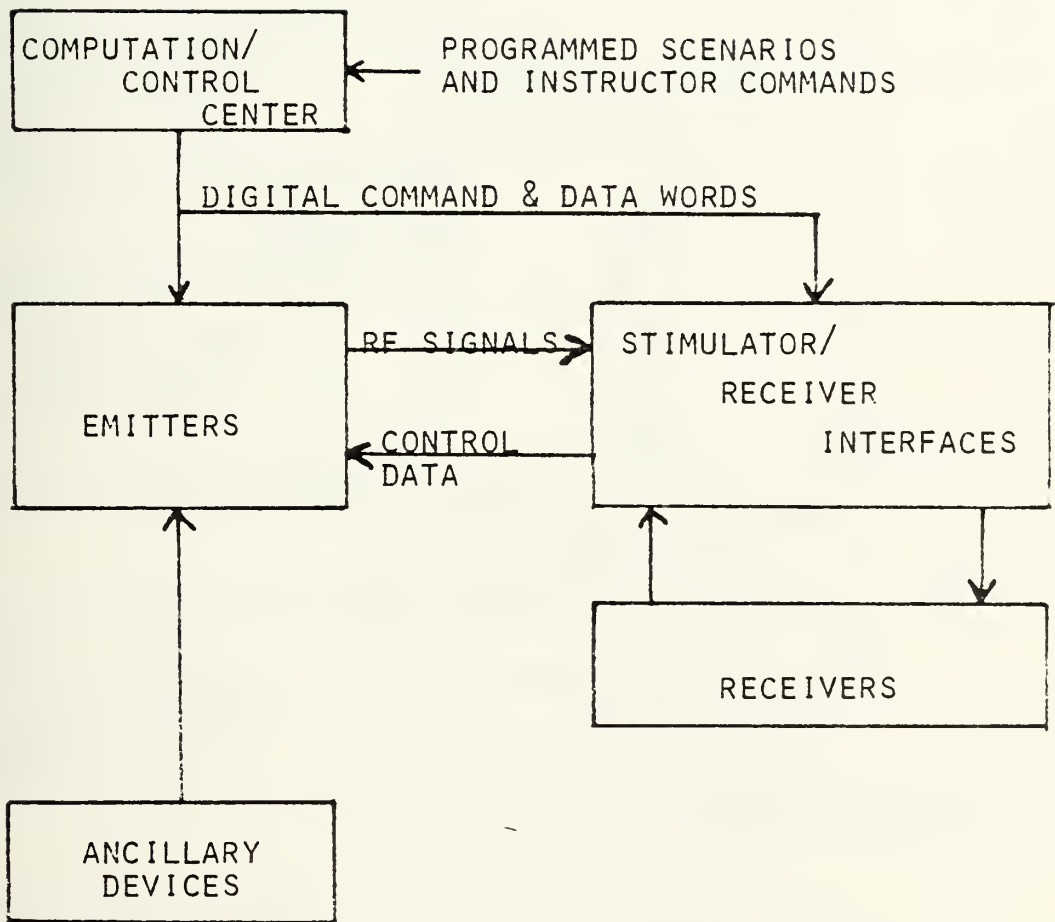 COMPUTATION/
CONTROL
CENTER
PROGRAMMED SCENARIOS
AND INSTRUCTOR COMMANDS
DIGITAL COMMAND & DATA WORDS
RF SIGNALS
STIMULATOR/
RECEIVER
INTERFACES
EMITTERS
CONTROL
DATA
RECEIVERS
ANCILLARY
DEVICES